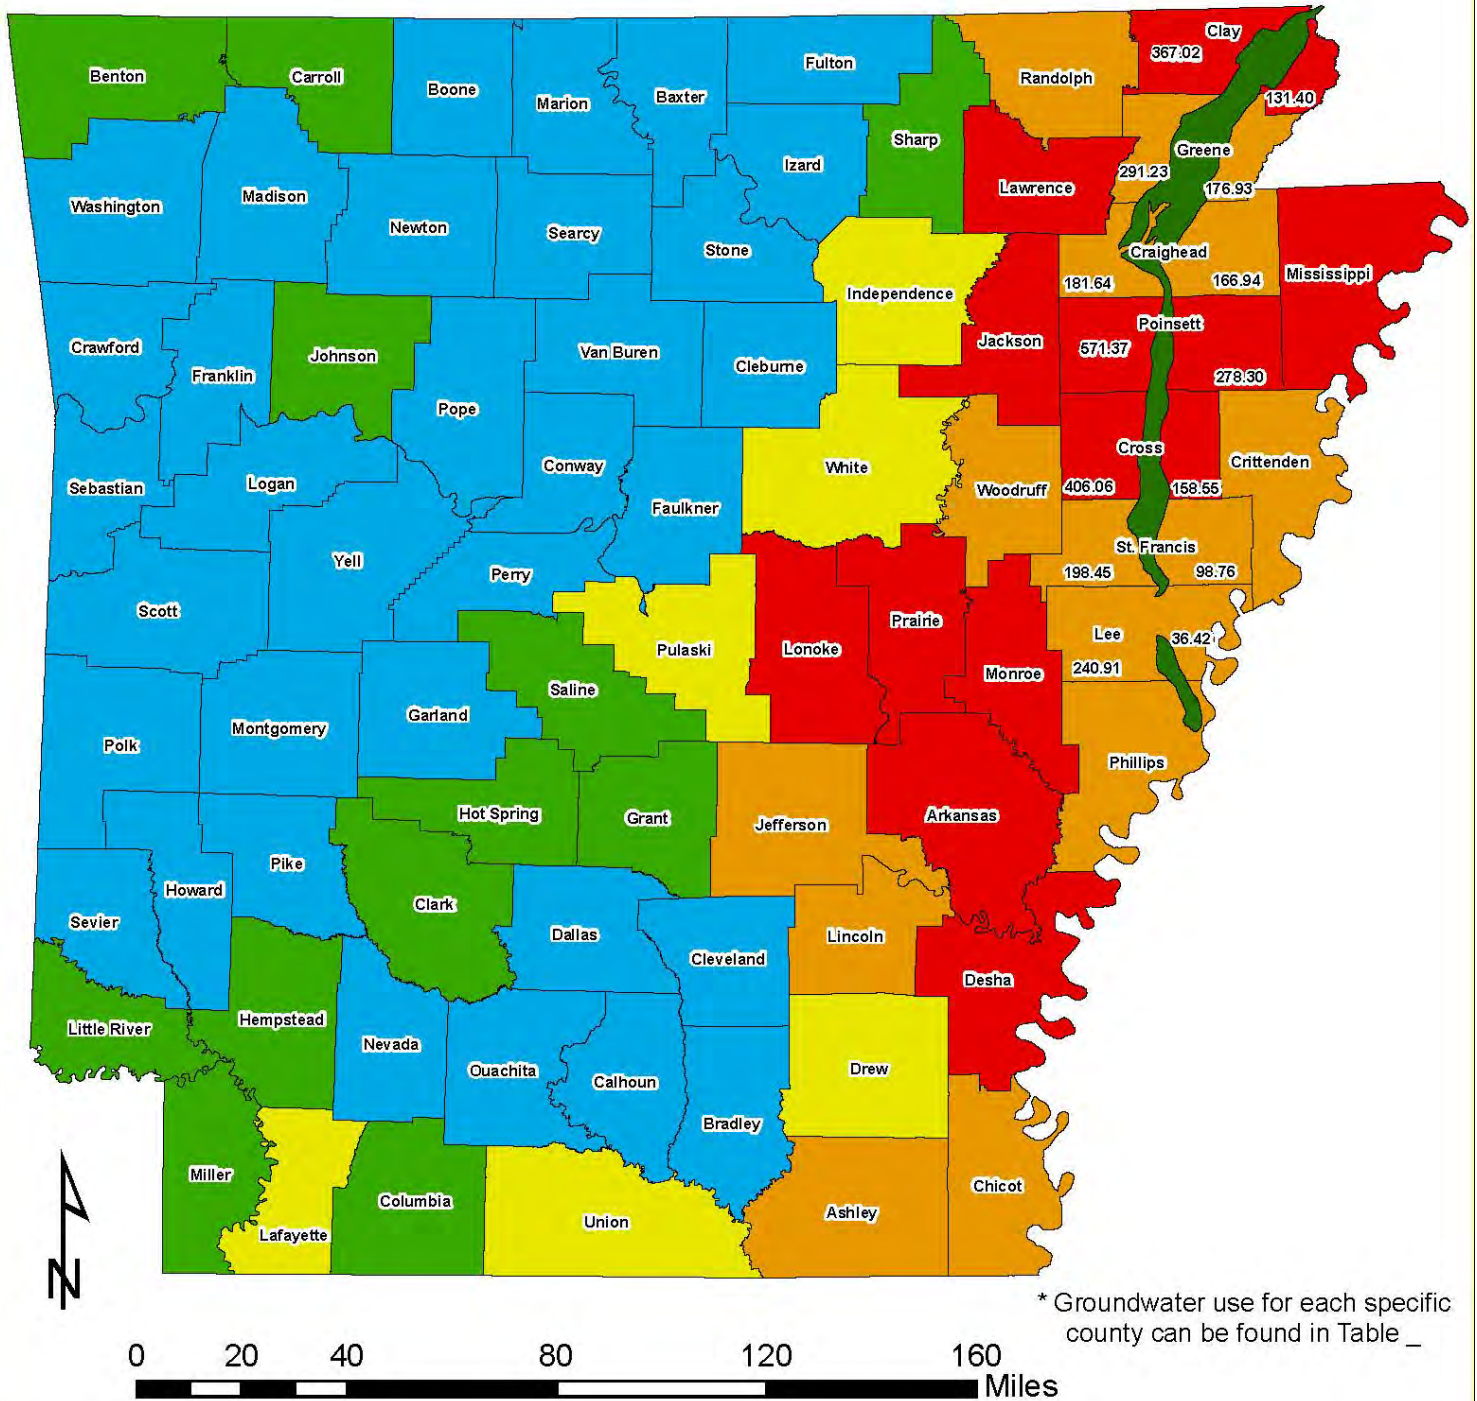 Clay
367.02
Benton
Carroll
Boone
Marion
Baxter
Fulton
Randolph
131.40
Sharp
Izard
Greene
291.23
176.93
Lawrence
Washington
Madison
Newton
Searcy
Stone
Craighead
181.64
166.94
Mississippi
Independence
Poinsett
571.37
278.30
Jackson
Crawford
Franklin
Johnson
Van Buren
Cleburne
Pope
Cross
406.06
158.55
Crittenden
Sebastian
Logan
Conway
White
Woodruff
Faulkner
Yell
Perry
St. Francis
198.45
98.76
Scott
Pulaski
Lonoke
Prairie
Lee
36.42
240.91
Monroe
Saline
Polk
Montgomery
Garland
Phillips
Hot Spring
Grant
Jefferson
Arkansas
Pike
Howard
Clark
Sevier
Dallas
Cleveland
Lincoln
Desha
Little River
Hempstead
Nevada
Ouachita
Calhoun
Drew
Bradley
Miller
Lafayette
Columbia
Union
Ashley
Chicot
N
* Groundwater use for each specific
county can be found in Table _
0 20 40 80 120 160
Miles